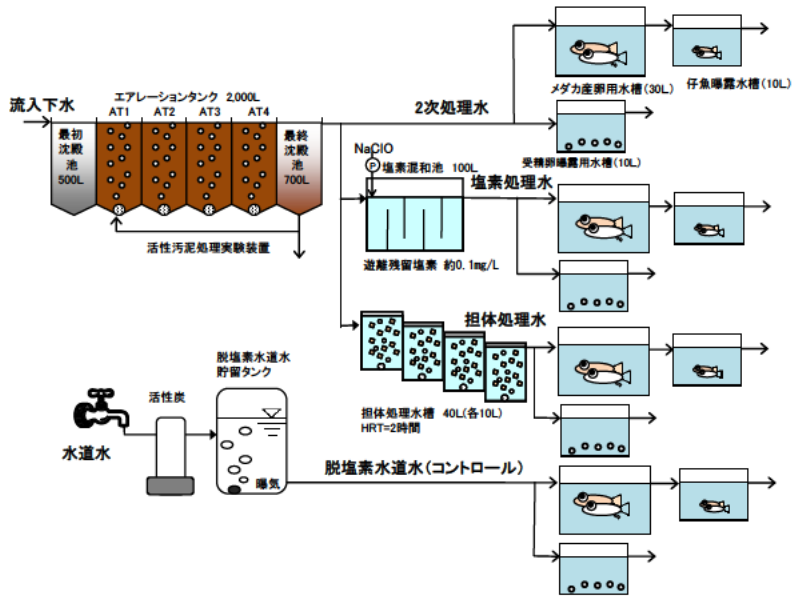 メダカ産卵用水槽(30L)
仔魚曝露水槽(10L)
エアレーションタンク 2,000L
流入下水
AT1 AT2 AT3 AT4
2次処理水
最初
沈殿
池
500L
最終
沈殿
池
700L
受精卵曝露用水槽(10L)
NaClO
P
塩素混和池 100L
塩素処理水
活性汚泥処理実験装置
遊離残留塩素 約0.1mg/L
担体処理水
脱塩素水道水
貯留タンク
活性炭
担体処理水槽 40L(各10L)
HRT=2時間
水道水
曝気
脱塩素水道水(コントロール)